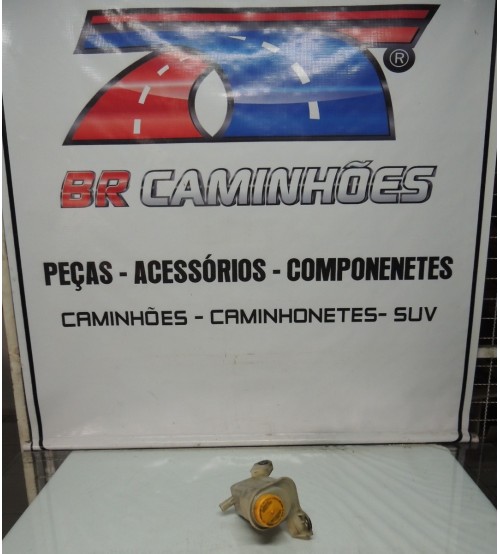 ®
BR CAMINHÕES
PEÇAS - ACESSÓRIOS - COMPONENETES
CAMINHÕES - CAMINHONETES- SUV